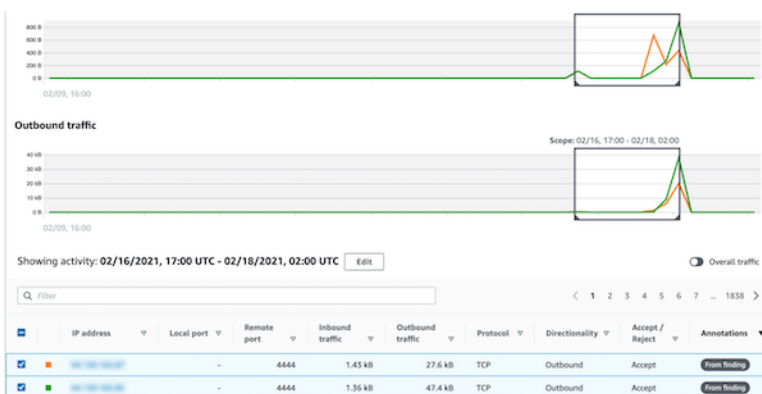 800 B
600 B
400 B
200 B
0 B
02/09, 16:00
Outbound traffic
Scope: 02/16, 17:00 - 02/18, 02:00
40 kB
30 kB
20 kB
10 kB
0 B
02/09, 16:00
Showing activity: 02/16/2021, 17:00 UTC - 02/18/2021, 02:00 UTC Edit Overall traffic
Filter < 1 2 3 4 5 6 7 ... 1838 >
IP address Local port Remote port Inbound traffic Outbound traffic Protocol Directionality Accept / Reject Annotations
- 4444 1.43 kB 27.6 kB TCP Outbound Accept From finding
- 4444 1.36 kB 47.4 kB TCP Outbound Accept From finding